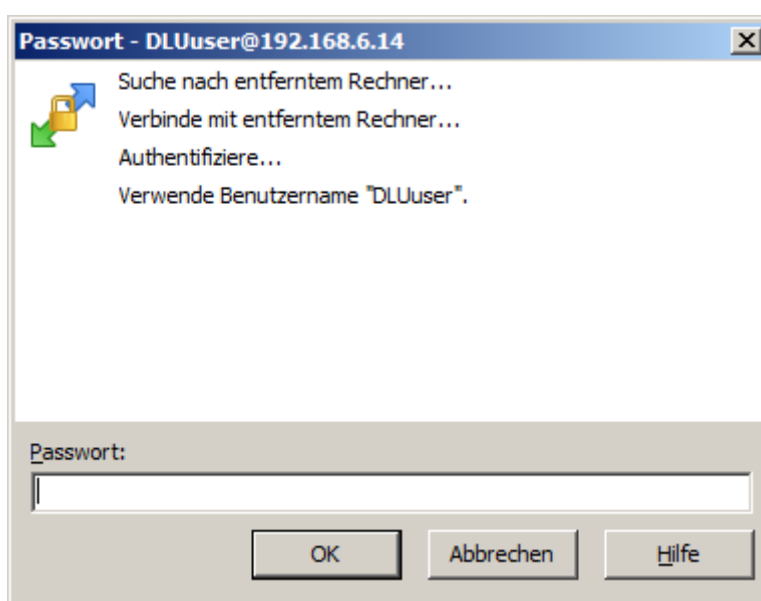 Passwort - DLUuser@192.168.6.14
Suche nach entferntem Rechner...
Verbinde mit entferntem Rechner...
Authentifiziere...
Verwende Benutzername "DLUuser".
Passwort:
OK Abbrechen Hilfe